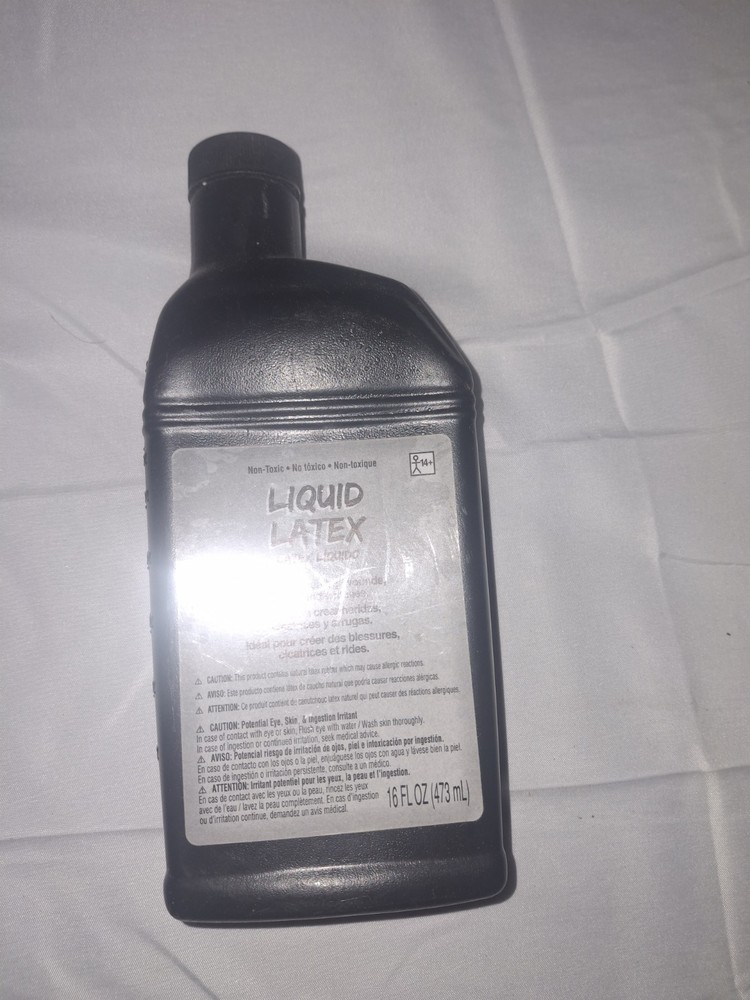 Non-Toxic • No tóxico • Non-toxique
14+
LIQUID
LATEX
LÍQUIDO
wounds,
crear heridas,
y arrugas.
Idéal pour créer des blessures,
cicatrices et rides.
⚠ CAUTION: This product contains natural latex rubber which may cause allergic reactions.
⚠ AVISO: Este producto contiene látex de caucho natural que podría causar reacciones alérgicas.
⚠ ATTENTION: Ce produit contient du caoutchouc latex naturel qui peut causer des réactions allergiques.
⚠ CAUTION: Potential Eye, Skin, & Ingestion Irritant
In case of contact with eye or skin, Flush eye with water / Wash skin thoroughly.
In case of ingestion or continued irritation, seek medical advice.
⚠ AVISO: Potencial riesgo de irritación de ojos, piel e intoxicación por ingestión.
En caso de contacto con los ojos o la piel, enjuáguese los ojos con agua y lávese bien la piel.
En caso de ingestión o irritación persistente, consulte a un médico.
⚠ ATTENTION: Irritant potentiel pour les yeux, la peau et l'ingestion.
En cas de contact avec les yeux ou la peau, rincez les yeux
avec de l'eau / lavez la peau complètement. En cas d'ingestion
ou d'irritation continue, demandez un avis médical.
16 FL OZ (473 mL)